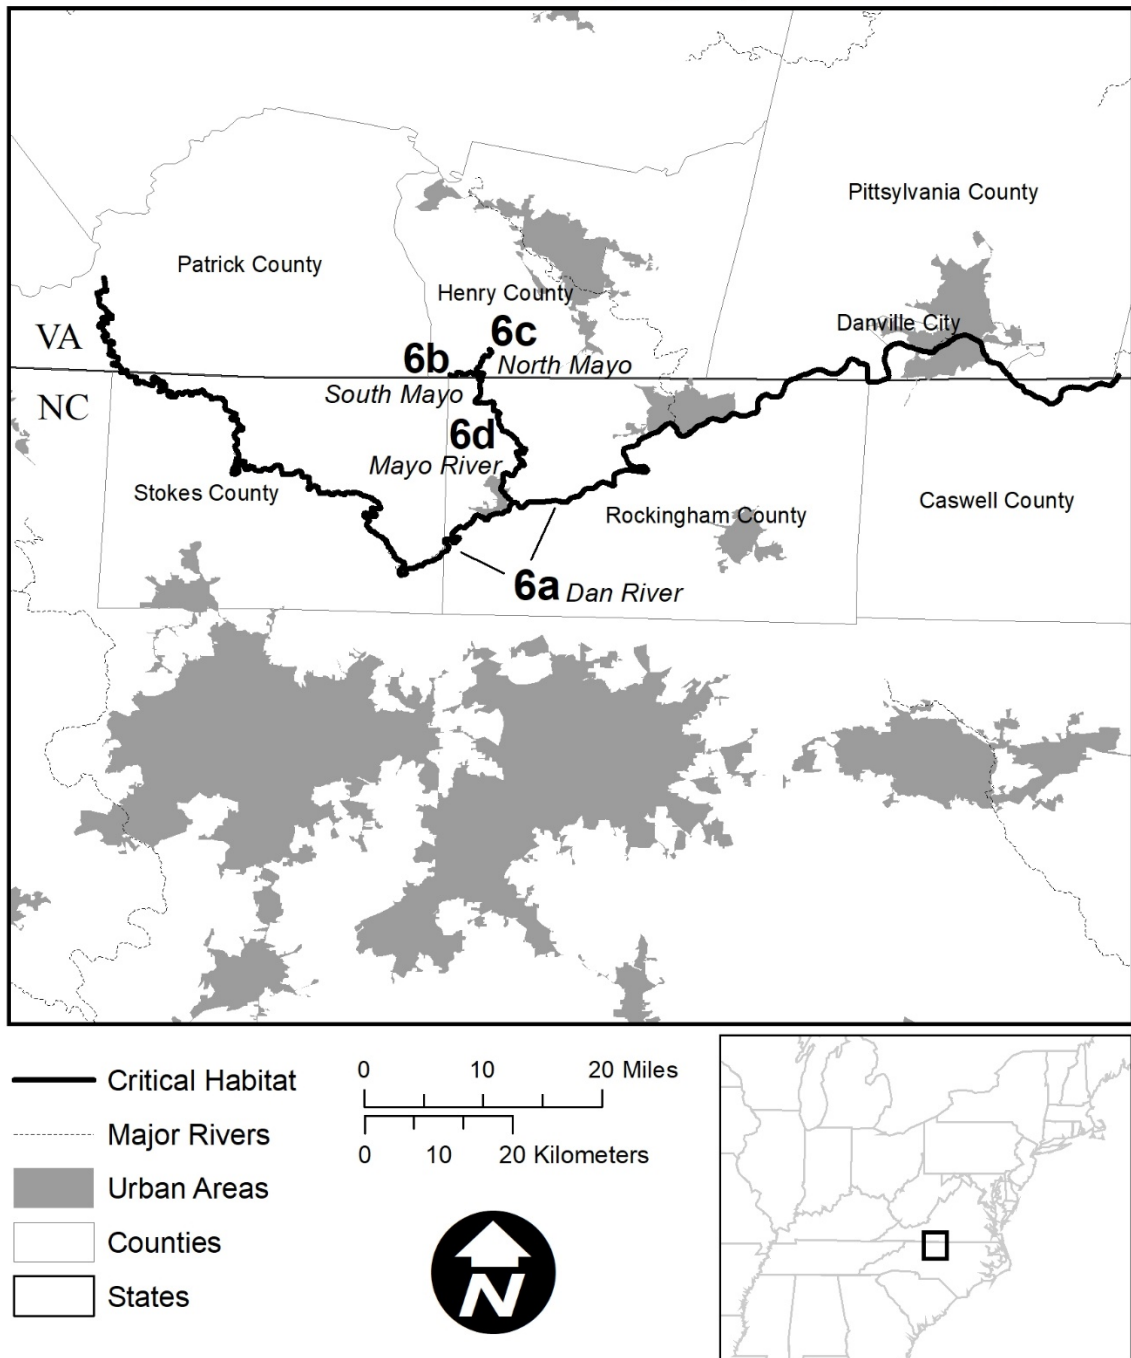 Pittsylvania County
Patrick County
Henry County
Danville City
VA
6c
6b
North Mayo
South Mayo
NC
6d
Mayo River
Stokes County
Rockingham County
Caswell County
6a Dan River
Critical Habitat
Major Rivers
Urban Areas
Counties
States
0 10 20 Miles
0 10 20 Kilometers
N